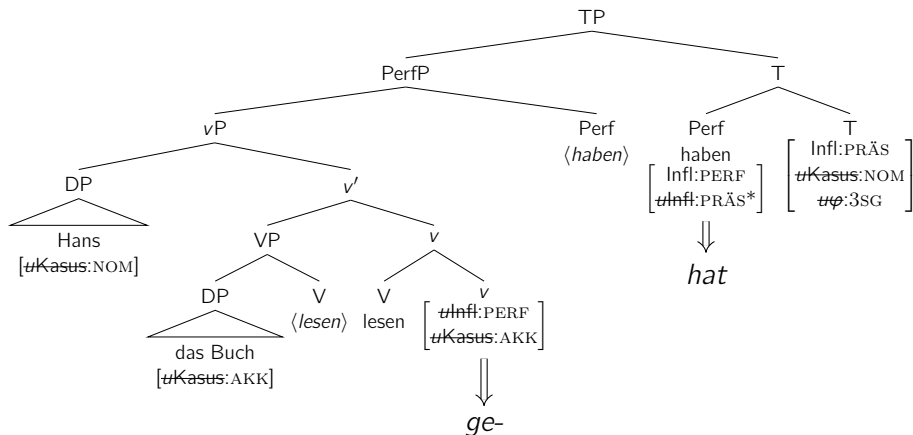 TP
PerfP T
vP Perf Perf T
⟨haben⟩ haben Infl:PRÄS
Infl:PERF uKasus:NOM
uInfl:PRÄS* uφ:3SG
DP v′
Hans VP v
[uKasus:NOM]
hat
DP V V v
⟨lesen⟩ lesen uInfl:PERF
uKasus:AKK
das Buch
[uKasus:AKK]
ge-